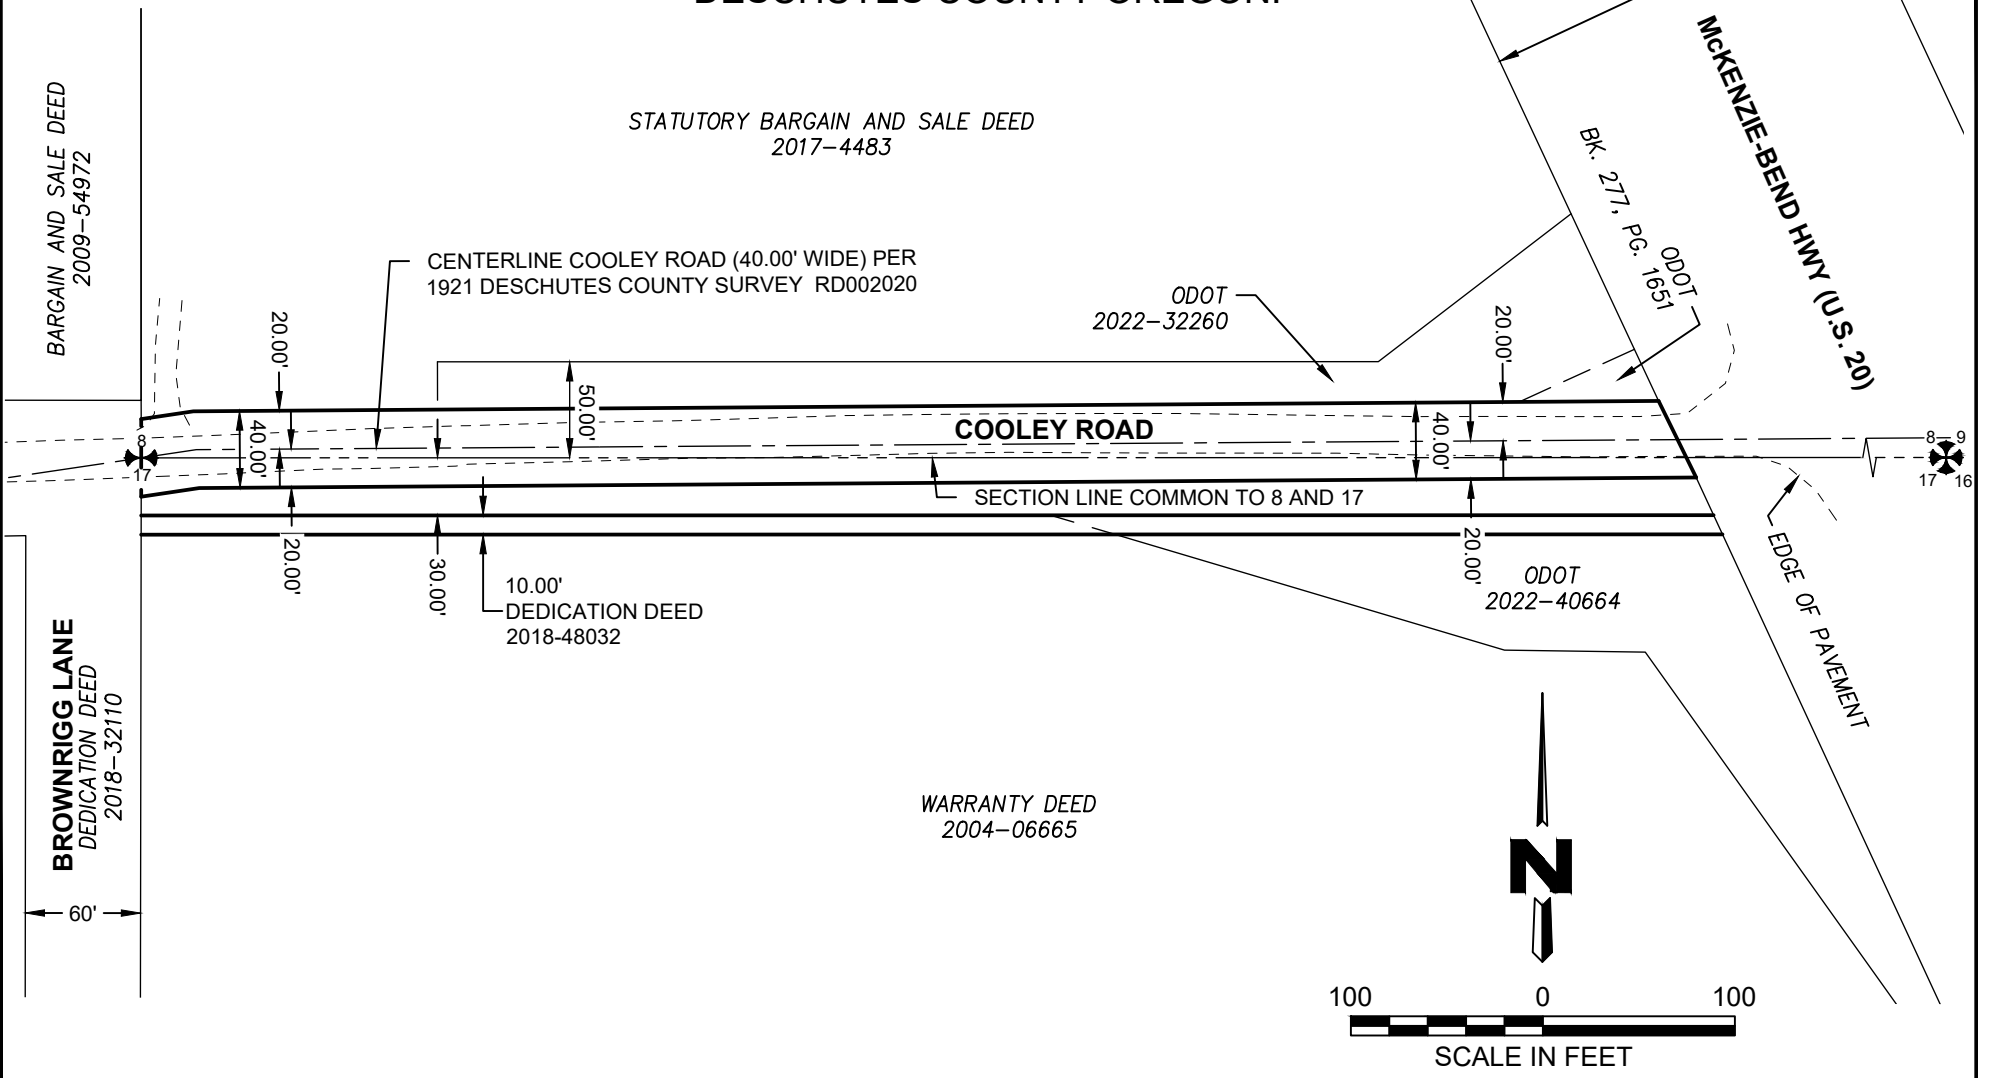 DESCHUTES COUNTY OREGON.
BARGAIN AND SALE DEED
2009-54972
STATUTORY BARGAIN AND SALE DEED
2017-4483
McKENZIE-BEND HWY (U.S. 20)
BK. 277, PG. 1651
ODOT
CENTERLINE COOLEY ROAD (40.00' WIDE) PER
1921 DESCHUTES COUNTY SURVEY RD002020
ODOT
2022-32260
20.00'
20.00'
50.00'
40.00'
COOLEY ROAD
40.00'
8
17
8
9
17
16
SECTION LINE COMMON TO 8 AND 17
20.00'
30.00'
20.00'
10.00'
DEDICATION DEED
2018-48032
ODOT
2022-40664
EDGE OF PAVEMENT
BROWNRIGG LANE
DEDICATION DEED
2018-32110
WARRANTY DEED
2004-06665
N
60'
100
0
100
SCALE IN FEET